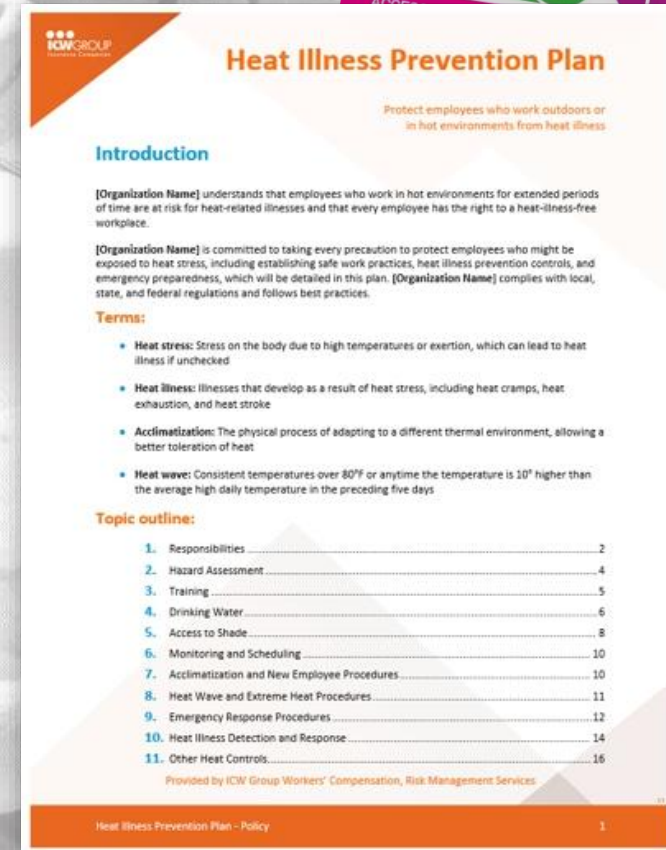 ICWGROUP
Insurance Companies
Heat Illness Prevention Plan
Protect employees who work outdoors or
in hot environments from heat illness
Introduction
[Organization Name] understands that employees who work in hot environments for extended periods
of time are at risk for heat-related illnesses and that every employee has the right to a heat-illness-free
workplace.
[Organization Name] is committed to taking every precaution to protect employees who might be
exposed to heat stress, including establishing safe work practices, heat illness prevention controls, and
emergency preparedness, which will be detailed in this plan. [Organization Name] complies with local,
state, and federal regulations and follows best practices.
Terms:
• Heat stress: Stress on the body due to high temperatures or exertion, which can lead to heat
illness if unchecked
• Heat illness: Illnesses that develop as a result of heat stress, including heat cramps, heat
exhaustion, and heat stroke
• Acclimatization: The physical process of adapting to a different thermal environment, allowing a
better toleration of heat
• Heat wave: Consistent temperatures over 80°F or anytime the temperature is 10° higher than
the average high daily temperature in the preceding five days
Topic outline:
1. Responsibilities 2
2. Hazard Assessment 4
3. Training 5
4. Drinking Water 6
5. Access to Shade 8
6. Monitoring and Scheduling 10
7. Acclimatization and New Employee Procedures 10
8. Heat Wave and Extreme Heat Procedures 11
9. Emergency Response Procedures 12
10. Heat Illness Detection and Response 14
11. Other Heat Controls 16
Provided by ICW Group Workers' Compensation, Risk Management Services
Heat Illness Prevention Plan - Policy 1